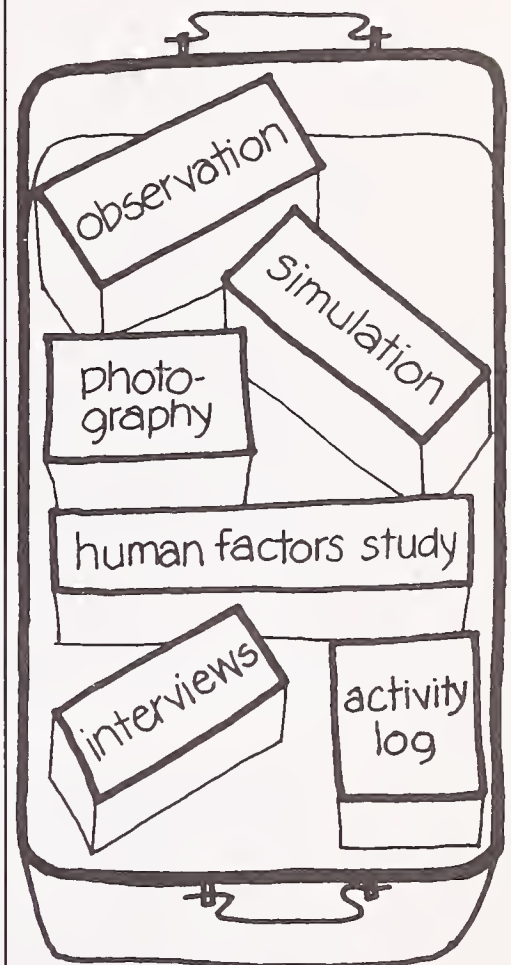 observation
simulation
photo-
graphy
human factors study
interviews
activity
log